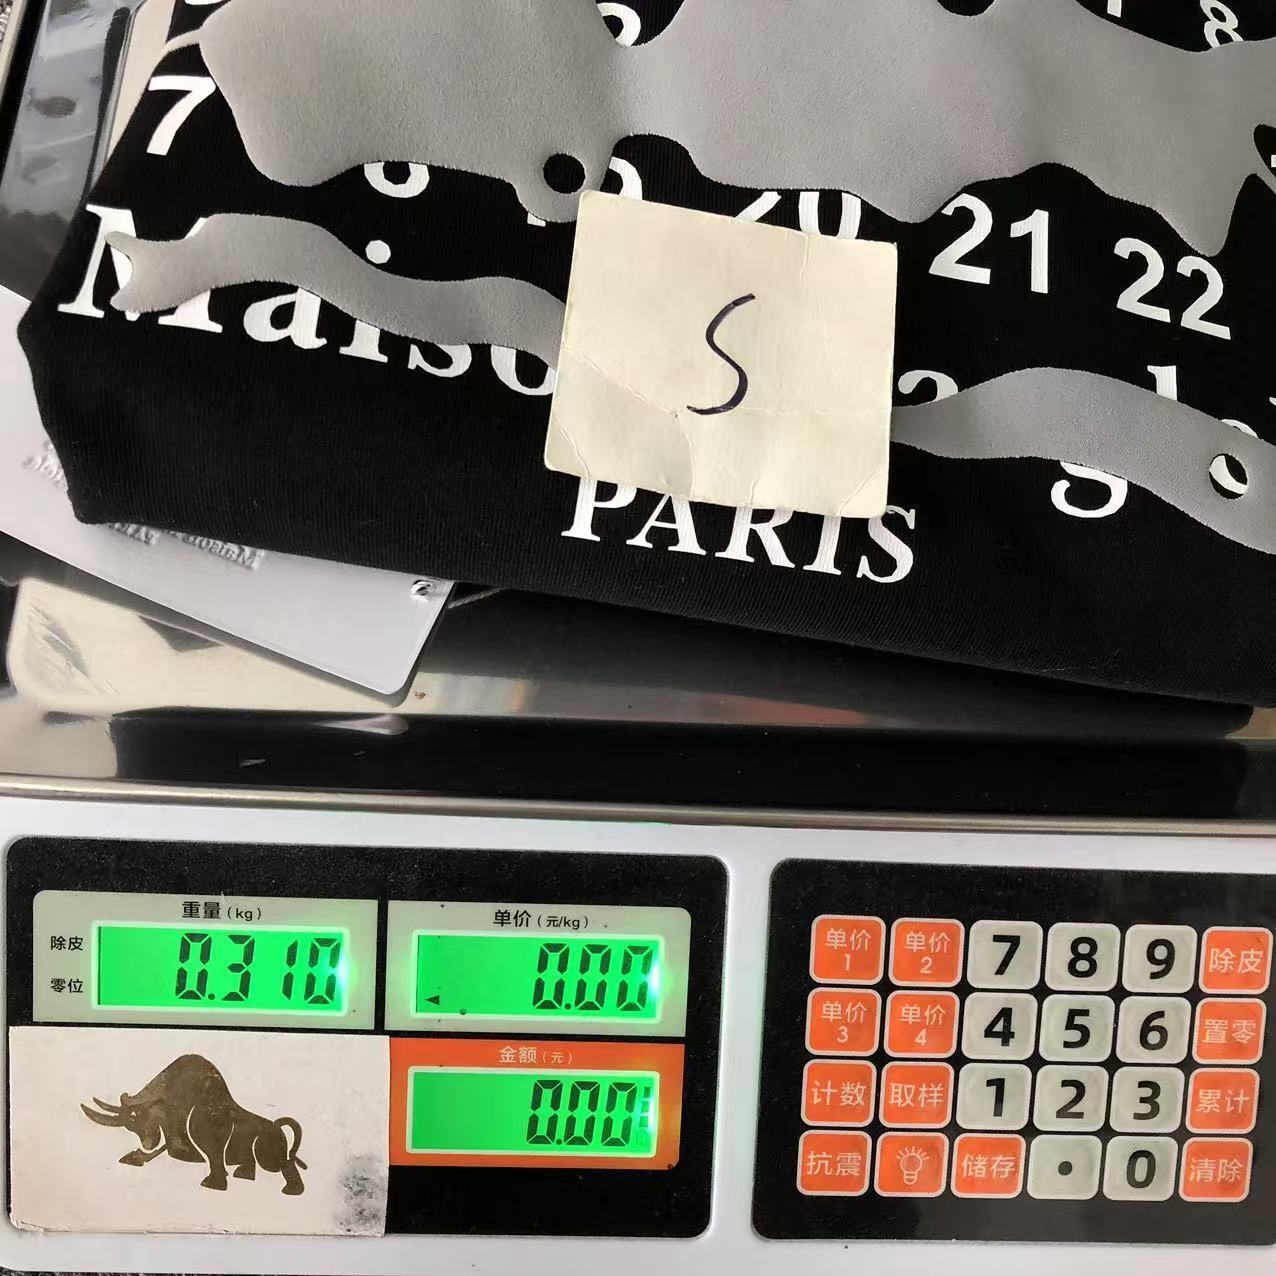 8
7
20 21 22
Maiso
S
PARIS
重量(kg)
除皮
零位
0.310
单价(元/kg)
0.00
金额(元)
0.00
单价1 单价2 7 8 9 除皮
单价3 单价4 4 5 6 置零
计数 取样 1 2 3 累计
抗震 储存 • 0 清除